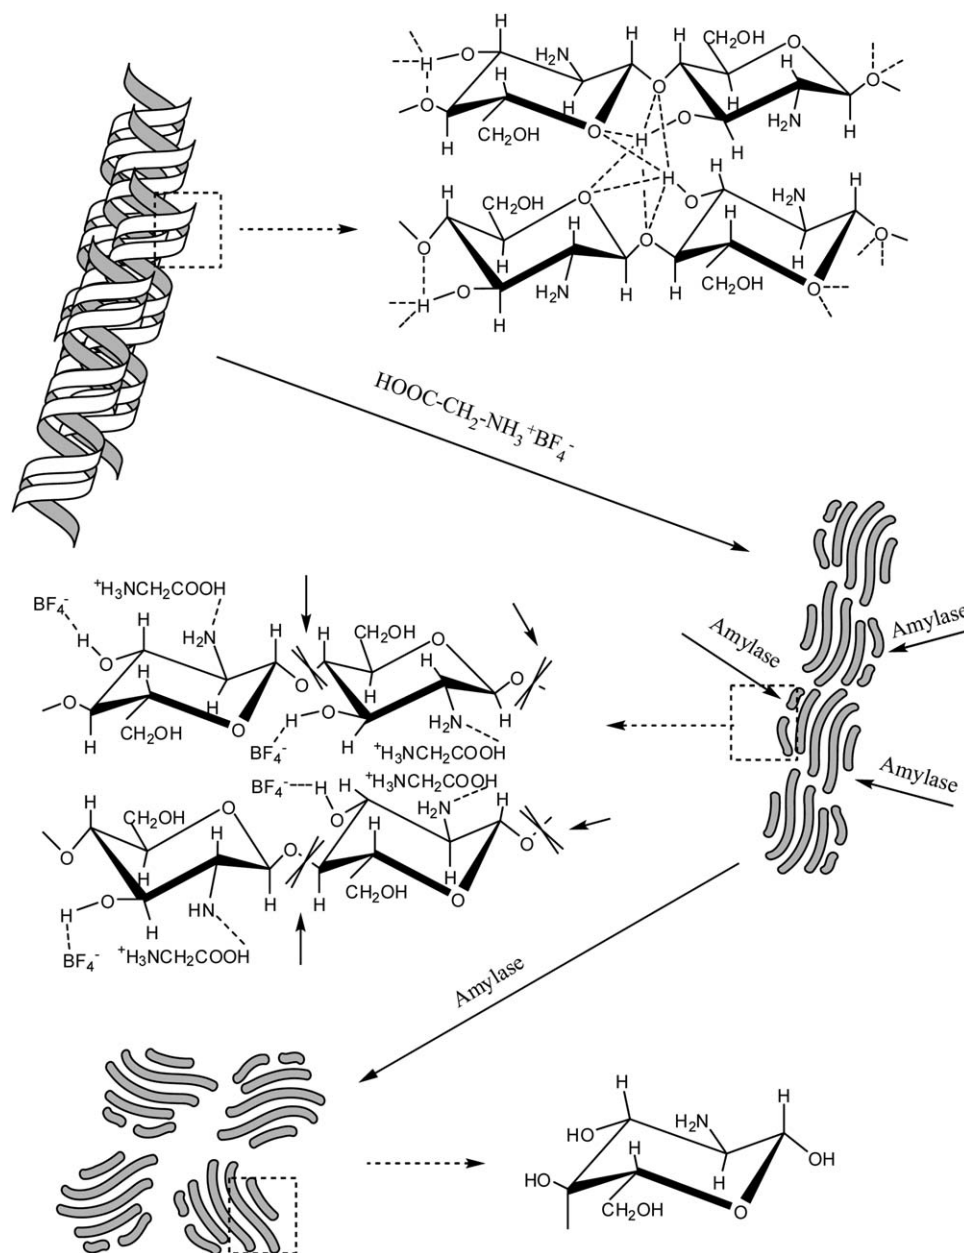 H H CH₂OH O
H O H₂N H
H O O
O H H
H CH₂OH O H O H H₂N H
H H
H CH₂OH O H O H₂N H
O H O O
H H
H O H H₂N H H CH₂OH O
HOOC-CH₂-NH₃⁺BF₄⁻
⁺H₃NCH₂COOH
BF₄⁻
H H H CH₂OH O
H₂N H
O H O H O
O H H O H₂N
H CH₂OH O BF₄⁻ H ⁺H₃NCH₂COOH
BF₄⁻ H H ⁺H₃NCH₂COOH
H CH₂OH O H O H₂N H
O H O H O
H O H HN H H CH₂OH O
BF₄⁻ ⁺H₃NCH₂COOH
Amylase
Amylase
Amylase
Amylase
H H₂N H
HO H H OH
HO
CH₂OH O